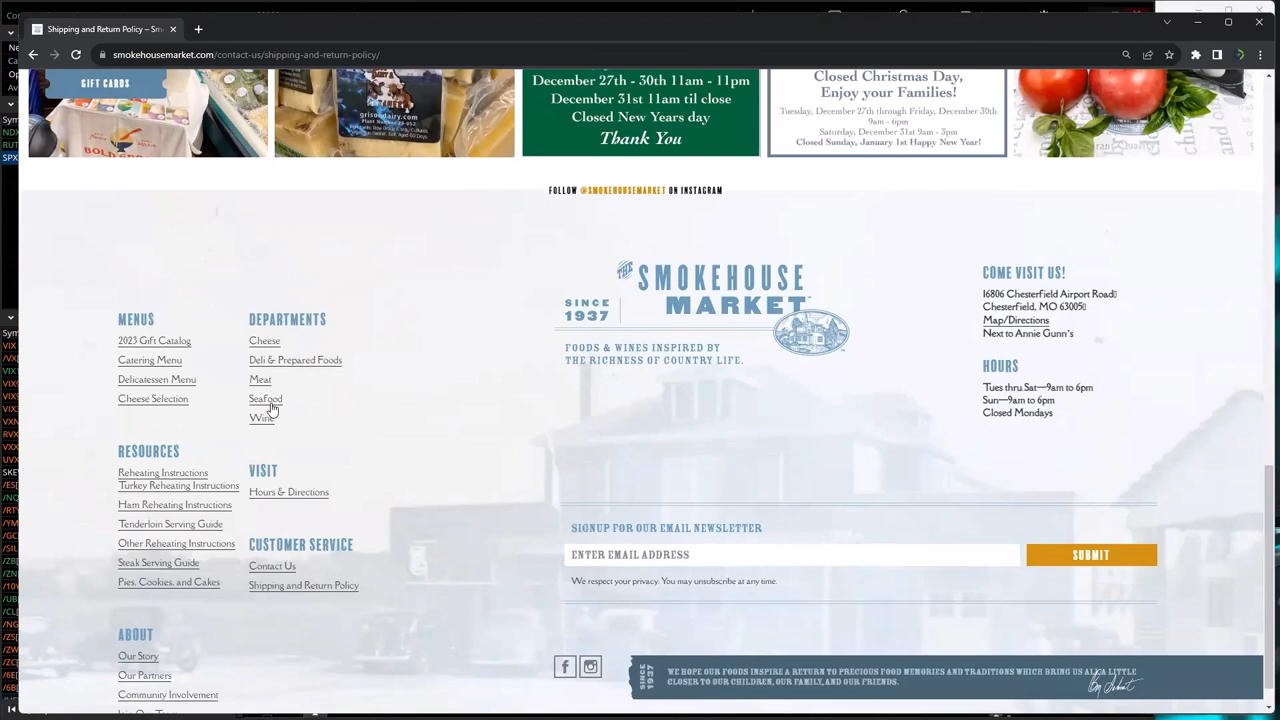 Shipping and Return Policy – Sm
smokehousemarket.com/contact-us/shipping-and-return-policy/
GIFT CARDS
BOLD
grisonsdairy.com
December 27th - 30th 11am - 11pm
December 31st 11am til close
Closed New Years day
Thank You
Closed Christmas Day,
Enjoy your Families!
Tuesday, December 27th through Friday, December 30th
9am - 6pm
Saturday, December 31st 9am - 3pm
Closed Sunday, January 1st Happy New Year!
FOLLOW @SMOKEHOUSEMARKET ON INSTAGRAM
MENUS
2023 Gift Catalog
Catering Menu
Delicatessen Menu
Cheese Selection
DEPARTMENTS
Cheese
Deli & Prepared Foods
Meat
Seafood
Wine
RESOURCES
Reheating Instructions
Turkey Reheating Instructions
Ham Reheating Instructions
Tenderloin Serving Guide
Other Reheating Instructions
Steak Serving Guide
Pies, Cookies, and Cakes
VISIT
Hours & Directions
CUSTOMER SERVICE
Contact Us
Shipping and Return Policy
ABOUT
Our Story
Our Partners
Community Involvement
Join Our Team
THE SMOKEHOUSE
SINCE
1937
MARKET
FOODS & WINES INSPIRED BY
THE RICHNESS OF COUNTRY LIFE.
COME VISIT US!
16806 Chesterfield Airport Road
Chesterfield, MO 63005
Map/Directions
Next to Annie Gunn's
HOURS
Tues thru Sat—9am to 6pm
Sun—9am to 6pm
Closed Mondays
SIGNUP FOR OUR EMAIL NEWSLETTER
ENTER EMAIL ADDRESS
SUBMIT
We respect your privacy. You may unsubscribe at any time.
SINCE
1937
WE HOPE OUR FOODS INSPIRE A RETURN TO PRECIOUS FOOD MEMORIES AND TRADITIONS WHICH BRING US ALL A LITTLE
CLOSER TO OUR CHILDREN, OUR FAMILY, AND OUR FRIENDS.